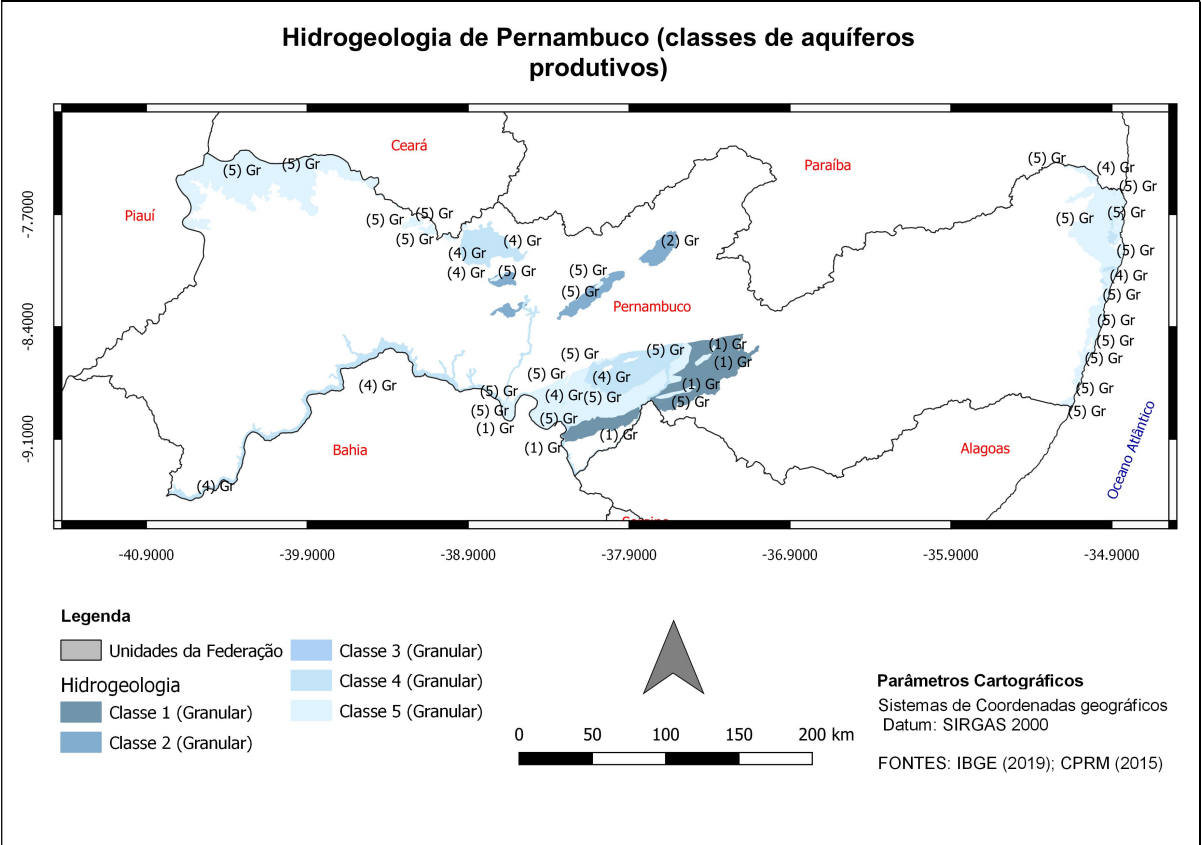 Hidrogeologia de Pernambuco (classes de aquíferos
produtivos)
Ceará
Paraíba
Piauí
Pernambuco
Bahia
Alagoas
Oceano Atlântico
(5) Gr
(5) Gr
(5) Gr
(5) Gr
(5) Gr
(4) Gr
(4) Gr
(4) Gr
(5) Gr
(5) Gr
(5) Gr
(2) Gr
(5) Gr
(4) Gr
(5) Gr
(5) Gr
(5) Gr
(5) Gr
(4) Gr
(5) Gr
(5) Gr
(5) Gr
(5) Gr
(5) Gr
(5) Gr
(5) Gr
(5) Gr
(1) Gr
(1) Gr
(5) Gr
(4) Gr
(1) Gr
(4) Gr
(5) Gr
(5) Gr
(4) Gr
(5) Gr
(5) Gr
(1) Gr
(5) Gr
(1) Gr
(1) Gr
(4) Gr
-7.7000
-8.4000
-9.1000
-40.9000
-39.9000
-38.9000
-37.9000
-36.9000
-35.9000
-34.9000
Legenda
Unidades da Federação
Hidrogeologia
Classe 1 (Granular)
Classe 2 (Granular)
Classe 3 (Granular)
Classe 4 (Granular)
Classe 5 (Granular)
0 50 100 150 200 km
Parâmetros Cartográficos
Sistemas de Coordenadas geográficos
Datum: SIRGAS 2000
FONTES: IBGE (2019); CPRM (2015)